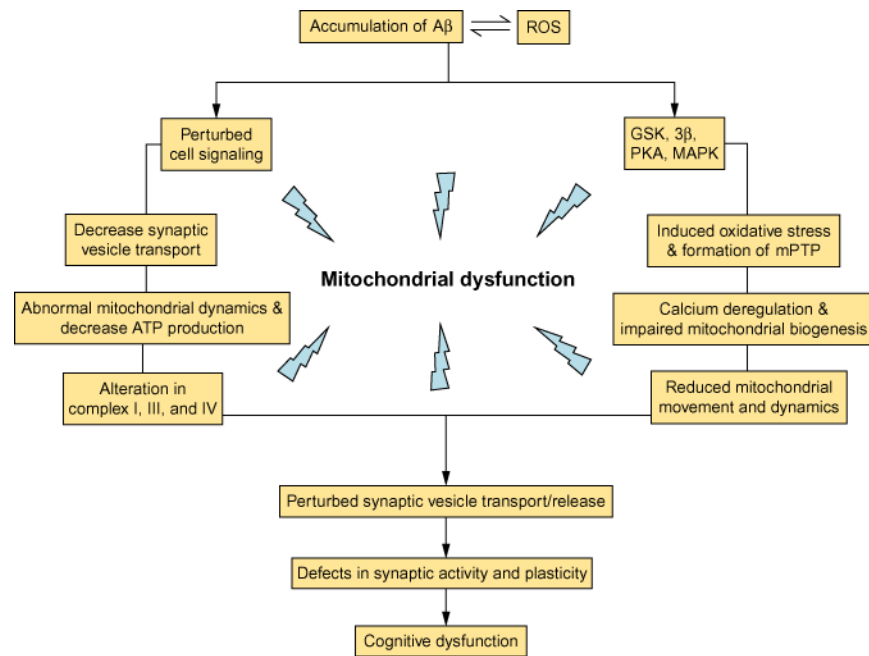 Accumulation of Aβ
ROS
Perturbed
cell signaling
GSK, 3β,
PKA, MAPK
Decrease synaptic
vesicle transport
Induced oxidative stress
& formation of mPTP
Mitochondrial dysfunction
Abnormal mitochondrial dynamics &
decrease ATP production
Calcium deregulation &
impaired mitochondrial biogenesis
Alteration in
complex I, III, and IV
Reduced mitochondrial
movement and dynamics
Perturbed synaptic vesicle transport/release
Defects in synaptic activity and plasticity
Cognitive dysfunction